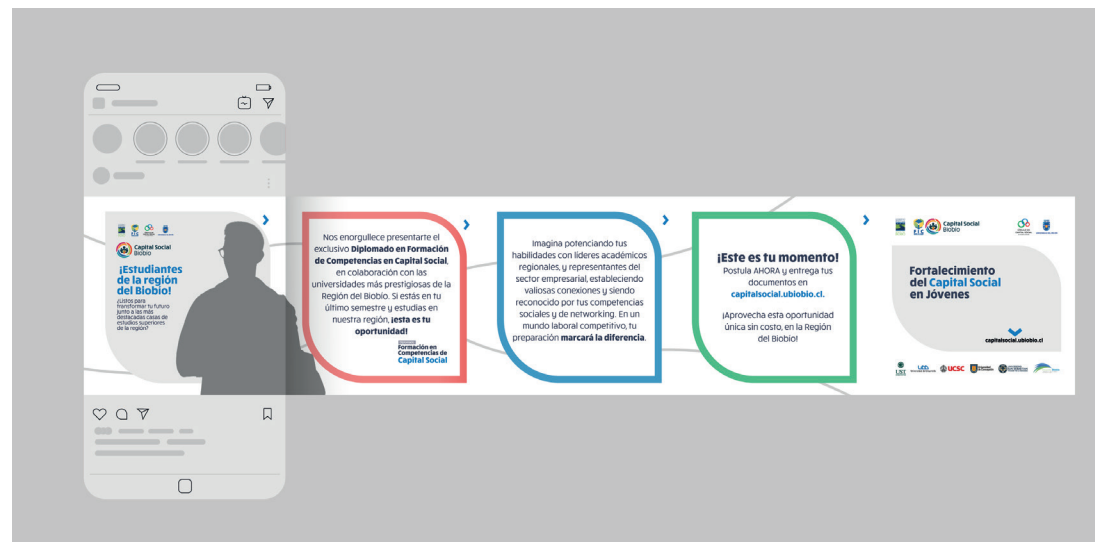 Capital Social
Biobío
¡Estudiantes
de la región
del Biobío!
¿Listos para
transformar tu futuro
junto a las más
destacadas casas de
estudios superiores
de la región?
Nos enorgullece presentarte el
exclusivo Diplomado en Formación
de Competencias en Capital Social,
en colaboración con las
universidades más prestigiosas de la
Región del Biobío. Si estás en tu
último semestre y estudias en
nuestra región, ¡esta es tu
oportunidad!
Formación en
Competencias de
Capital Social
Imagina potenciando tus
habilidades con líderes académicos
regionales, y representantes del
sector empresarial, estableciendo
valiosas conexiones y siendo
reconocido por tus competencias
sociales y de networking. En un
mundo laboral competitivo, tu
preparación marcará la diferencia.
¡Este es tu momento!
Postula AHORA y entrega tus
documentos en
capitalsocial.ubiobio.cl.
¡Aprovecha esta oportunidad
única sin costo, en la Región
del Biobío!
Capital Social
Biobío
Fortalecimiento
del Capital Social
en Jóvenes
capitalsocial.ubiobio.cl
UST
UDD
UCSC